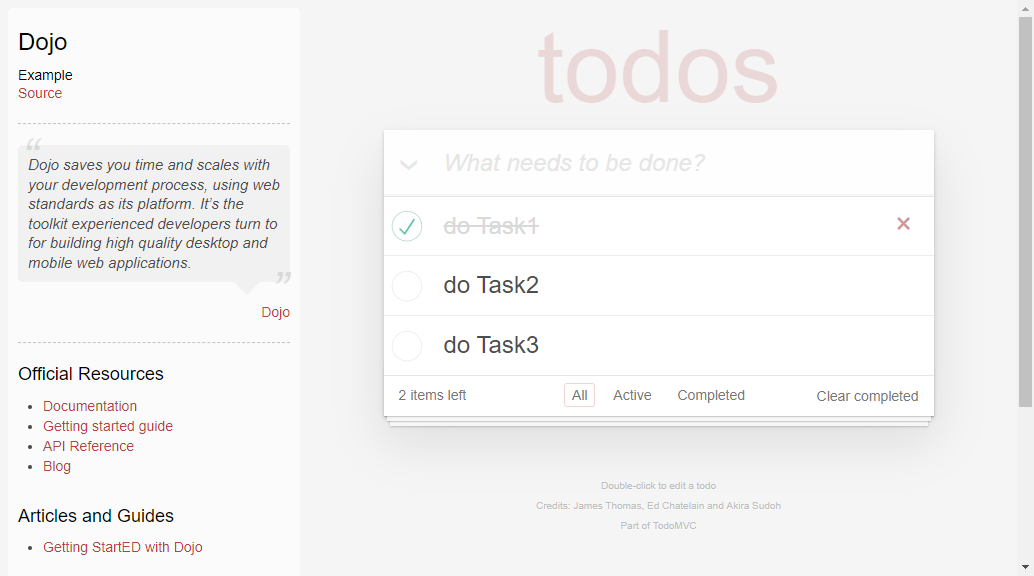 Dojo
Example
Source
“
Dojo saves you time and scales with
your development process, using web
standards as its platform. It’s the
toolkit experienced developers turn to
for building high quality desktop and
mobile web applications.
”
Dojo
Official Resources
Documentation
Getting started guide
API Reference
Blog
Articles and Guides
Getting StartED with Dojo
todos
What needs to be done?
do Task1
do Task2
do Task3
2 items left
All
Active
Completed
Clear completed
Double-click to edit a todo
Credits: James Thomas, Ed Chatelain and Akira Sudoh
Part of TodoMVC